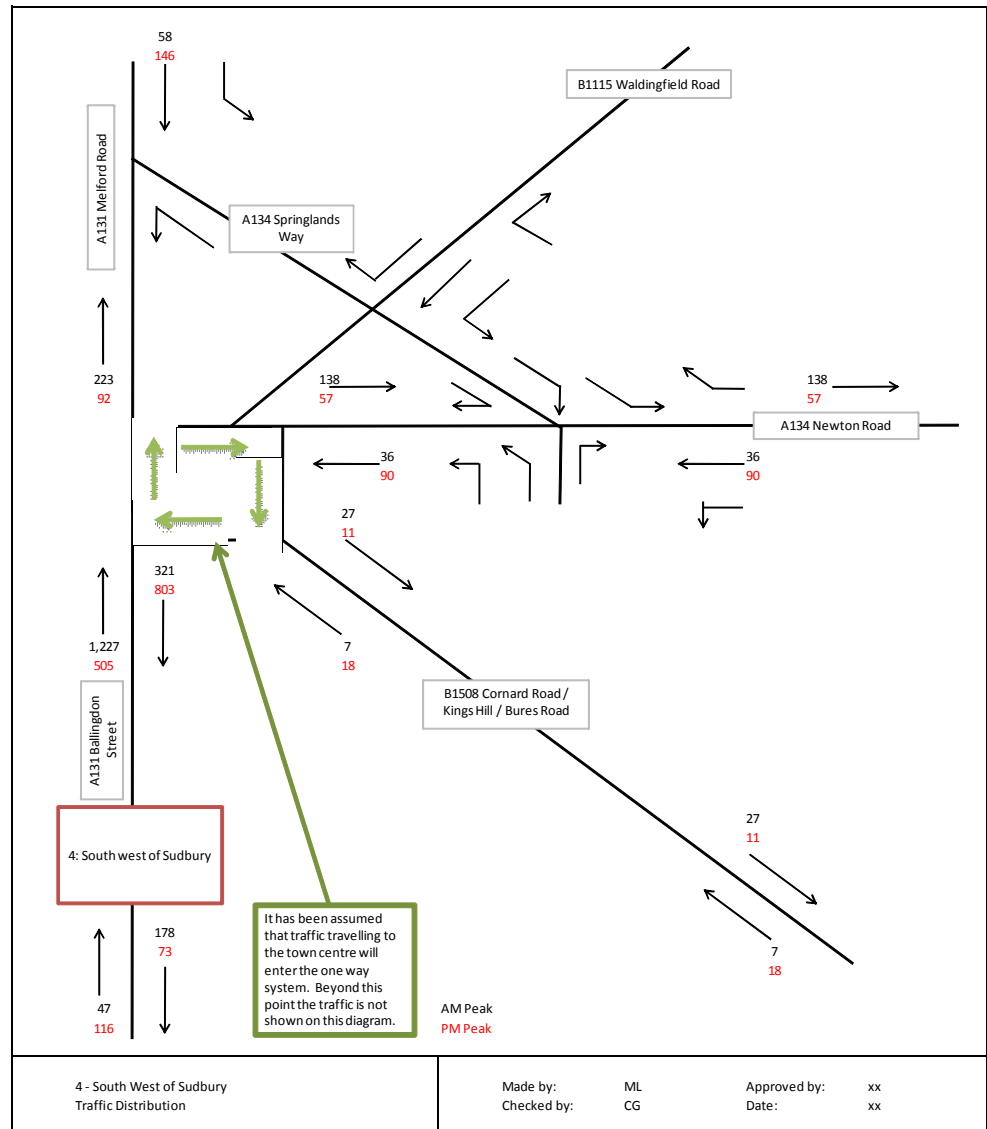 58
146
B1115 Waldingfield Road
A131 Melford Road
A134 Springlands
Way
223
92
138
57
138
57
A134 Newton Road
36
90
36
90
27
11
321
803
1,227
505
7
18
B1508 Cornard Road /
Kings Hill / Bures Road
A131 Ballingdon
Street
4: South west of Sudbury
27
11
It has been assumed
that traffic travelling to
the town centre will
enter the one way
system. Beyond this
point the traffic is not
shown on this diagram.
178
73
7
18
47
116
AM Peak
PM Peak
4 - South West of Sudbury
Traffic Distribution
Made by: ML Approved by: xx
Checked by: CG Date: xx